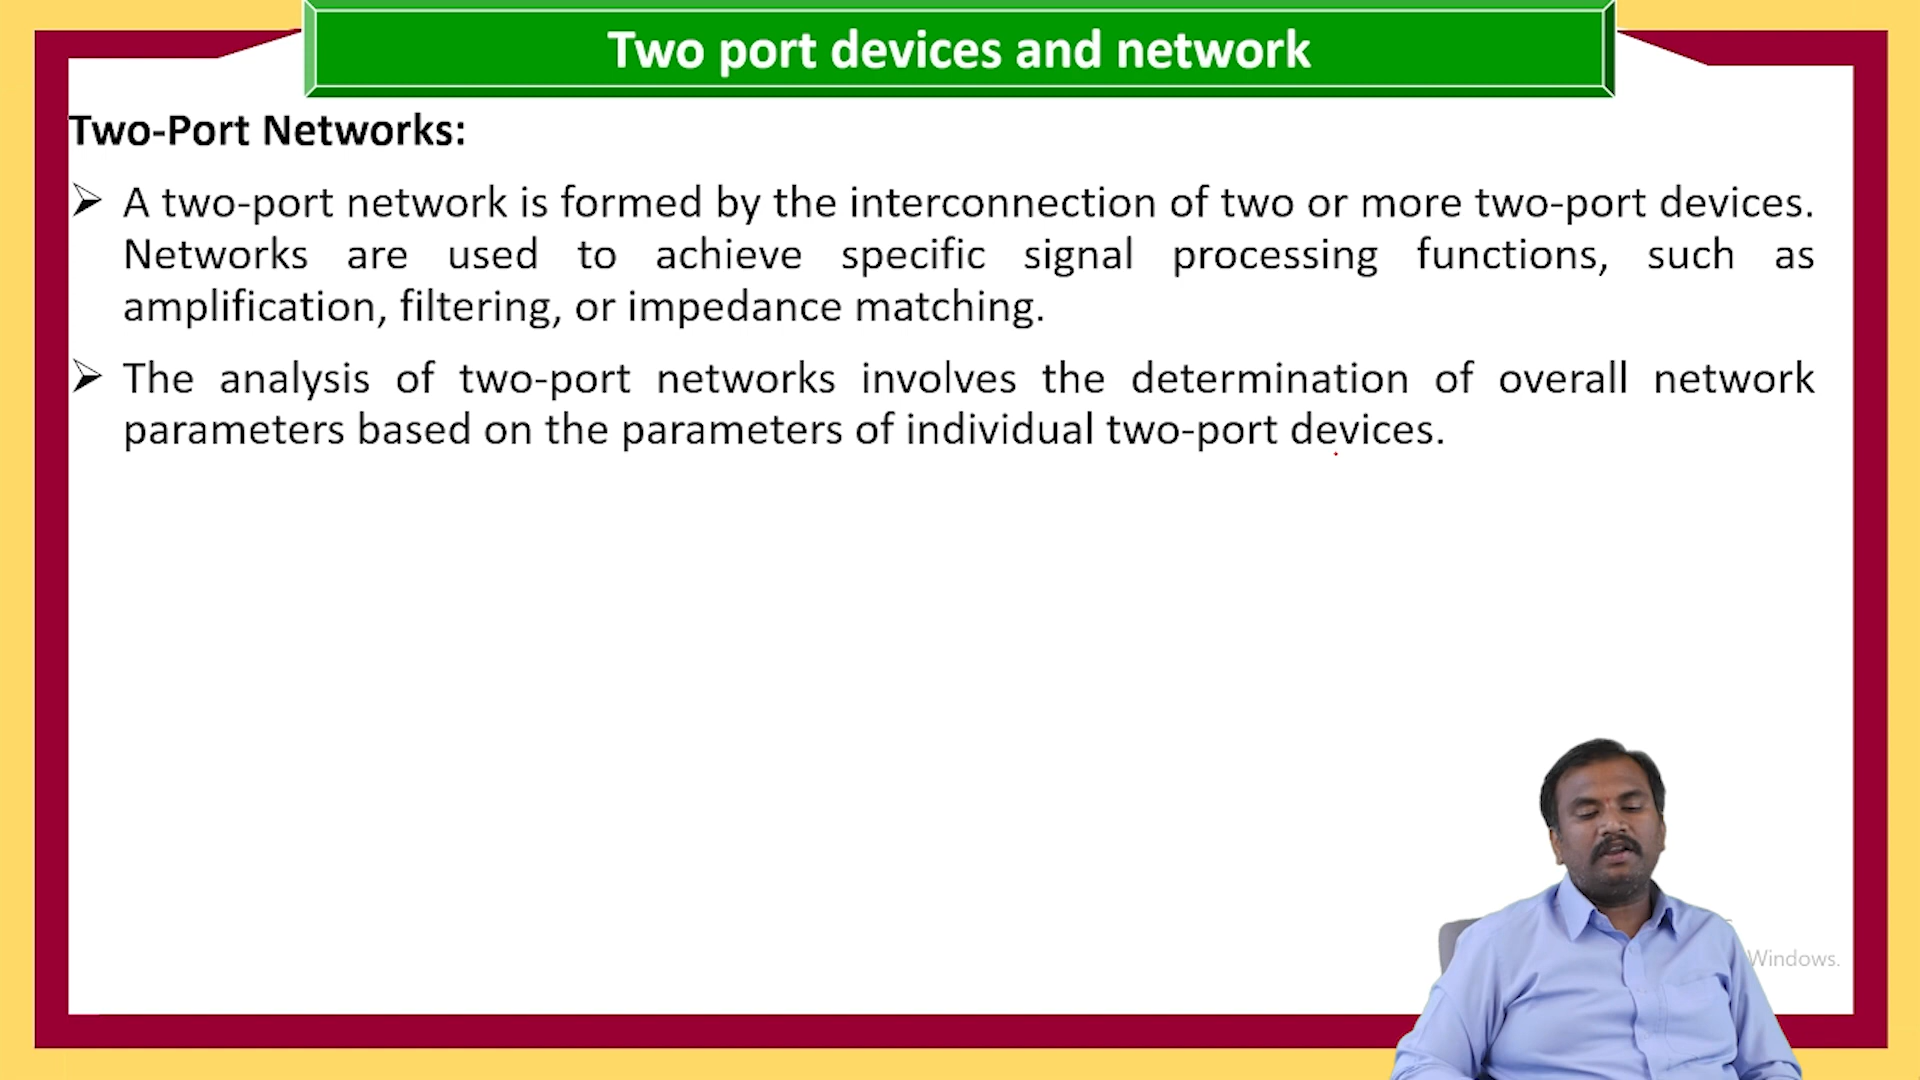 Two port devices and network
Two-Port Networks:
A two-port network is formed by the interconnection of two or more two-port devices.
Networks are used to achieve specific signal processing functions, such as
amplification, filtering, or impedance matching.
The analysis of two-port networks involves the determination of overall network
parameters based on the parameters of individual two-port devices.
Windows.